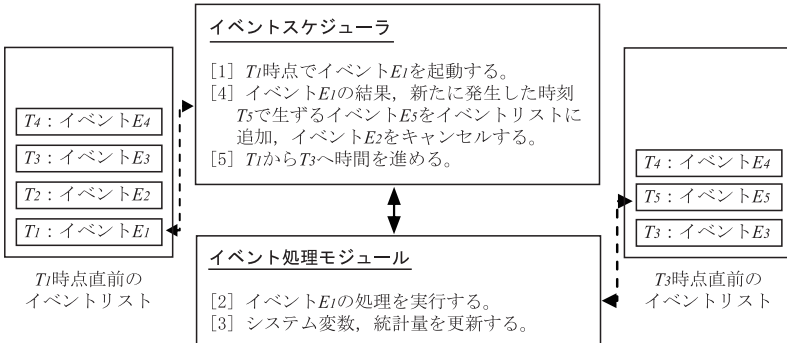 T4：イベントE4
T3：イベントE3
T2：イベントE2
T1：イベントE1
T1時点直前の
イベントリスト
イベントスケジューラ
［1］T1時点でイベントE1を起動する。
［4］イベントE1の結果，新たに発生した時刻
T5で生ずるイベントE5をイベントリストに
追加，イベントE2をキャンセルする。
［5］T1からT3へ時間を進める。
イベント処理モジュール
［2］イベントE1の処理を実行する。
［3］システム変数，統計量を更新する。
T4：イベントE4
T5：イベントE5
T3：イベントE3
T3時点直前の
イベントリスト